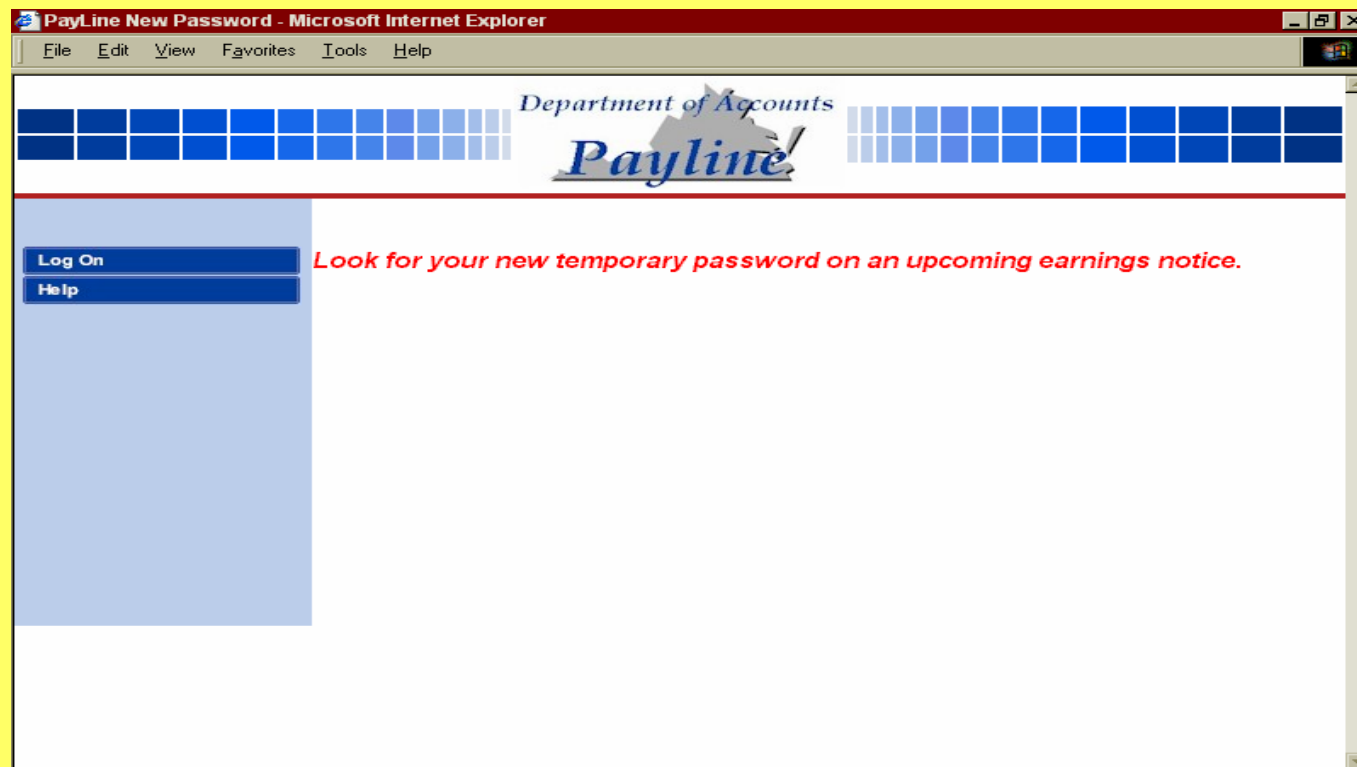 PayLine New Password - Microsoft Internet Explorer
File Edit View Favorites Tools Help
Department of Accounts
Payline
Log On
Look for your new temporary password on an upcoming earnings notice.
Help